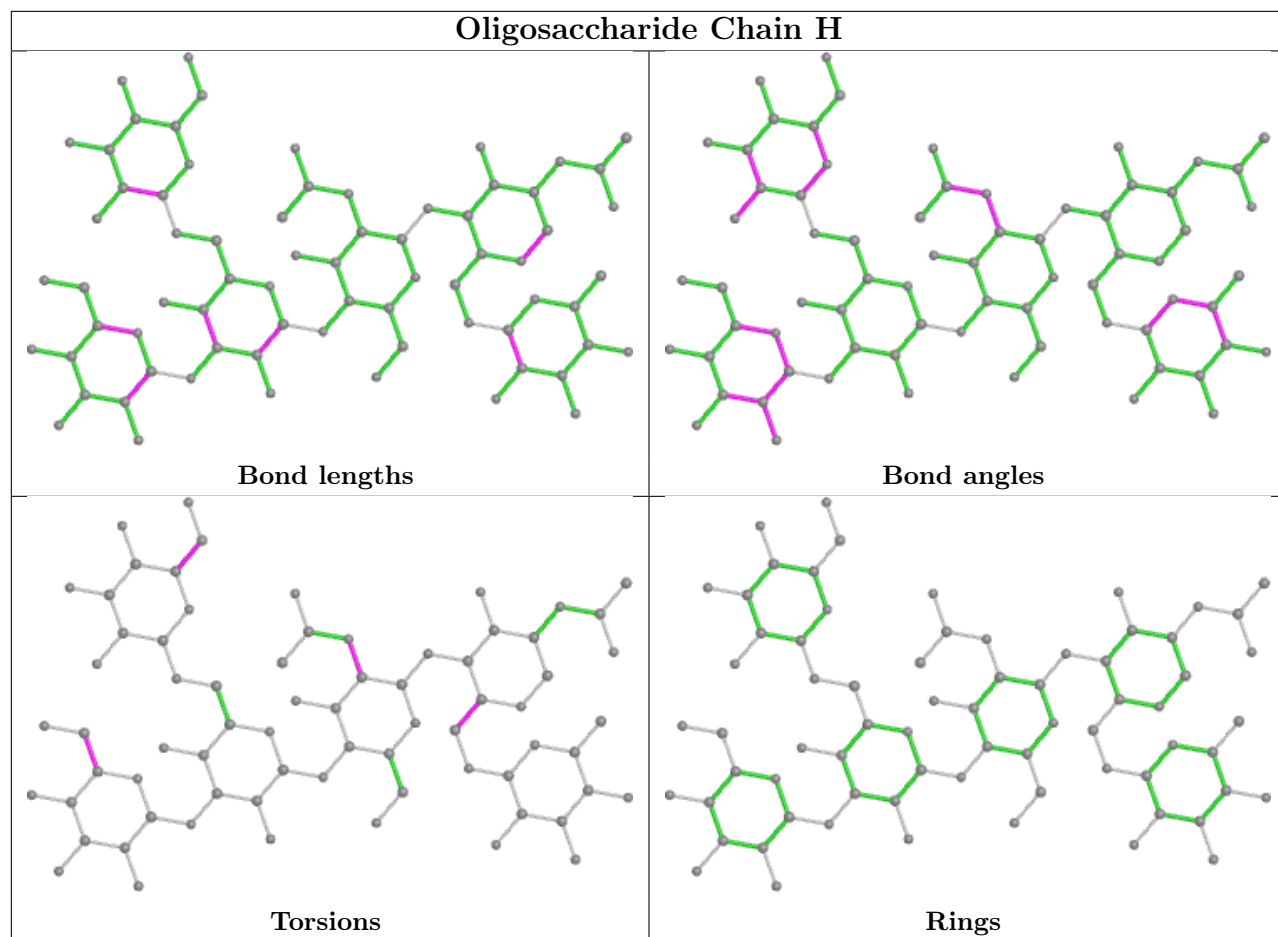 Oligosaccharide Chain H
Bond lengths
Bond angles
Torsions
Rings